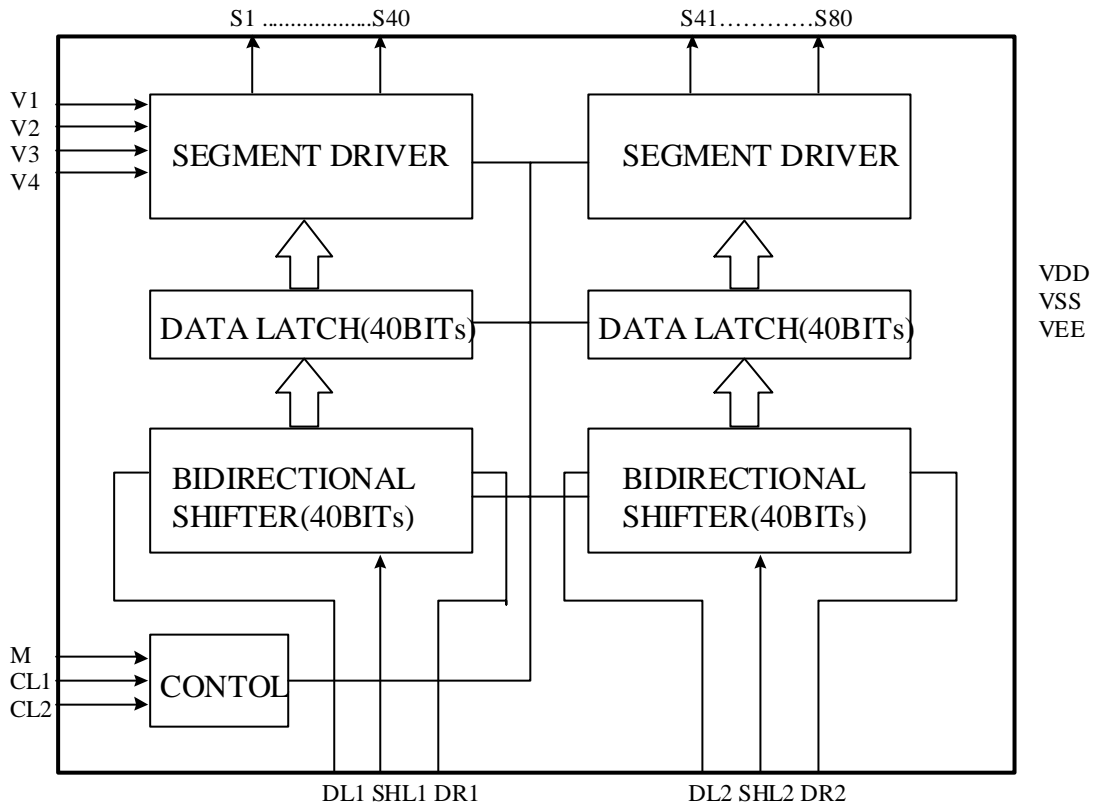 S1 ....................S40
S41…………S80
V1
V2
V3
V4
SEGMENT DRIVER
SEGMENT DRIVER
VDD
VSS
VEE
DATA LATCH(40BITs)
DATA LATCH(40BITs)
BIDIRECTIONAL
SHIFTER(40BITs)
BIDIRECTIONAL
SHIFTER(40BITs)
M
CL1
CL2
CONTOL
DL1 SHL1 DR1
DL2 SHL2 DR2